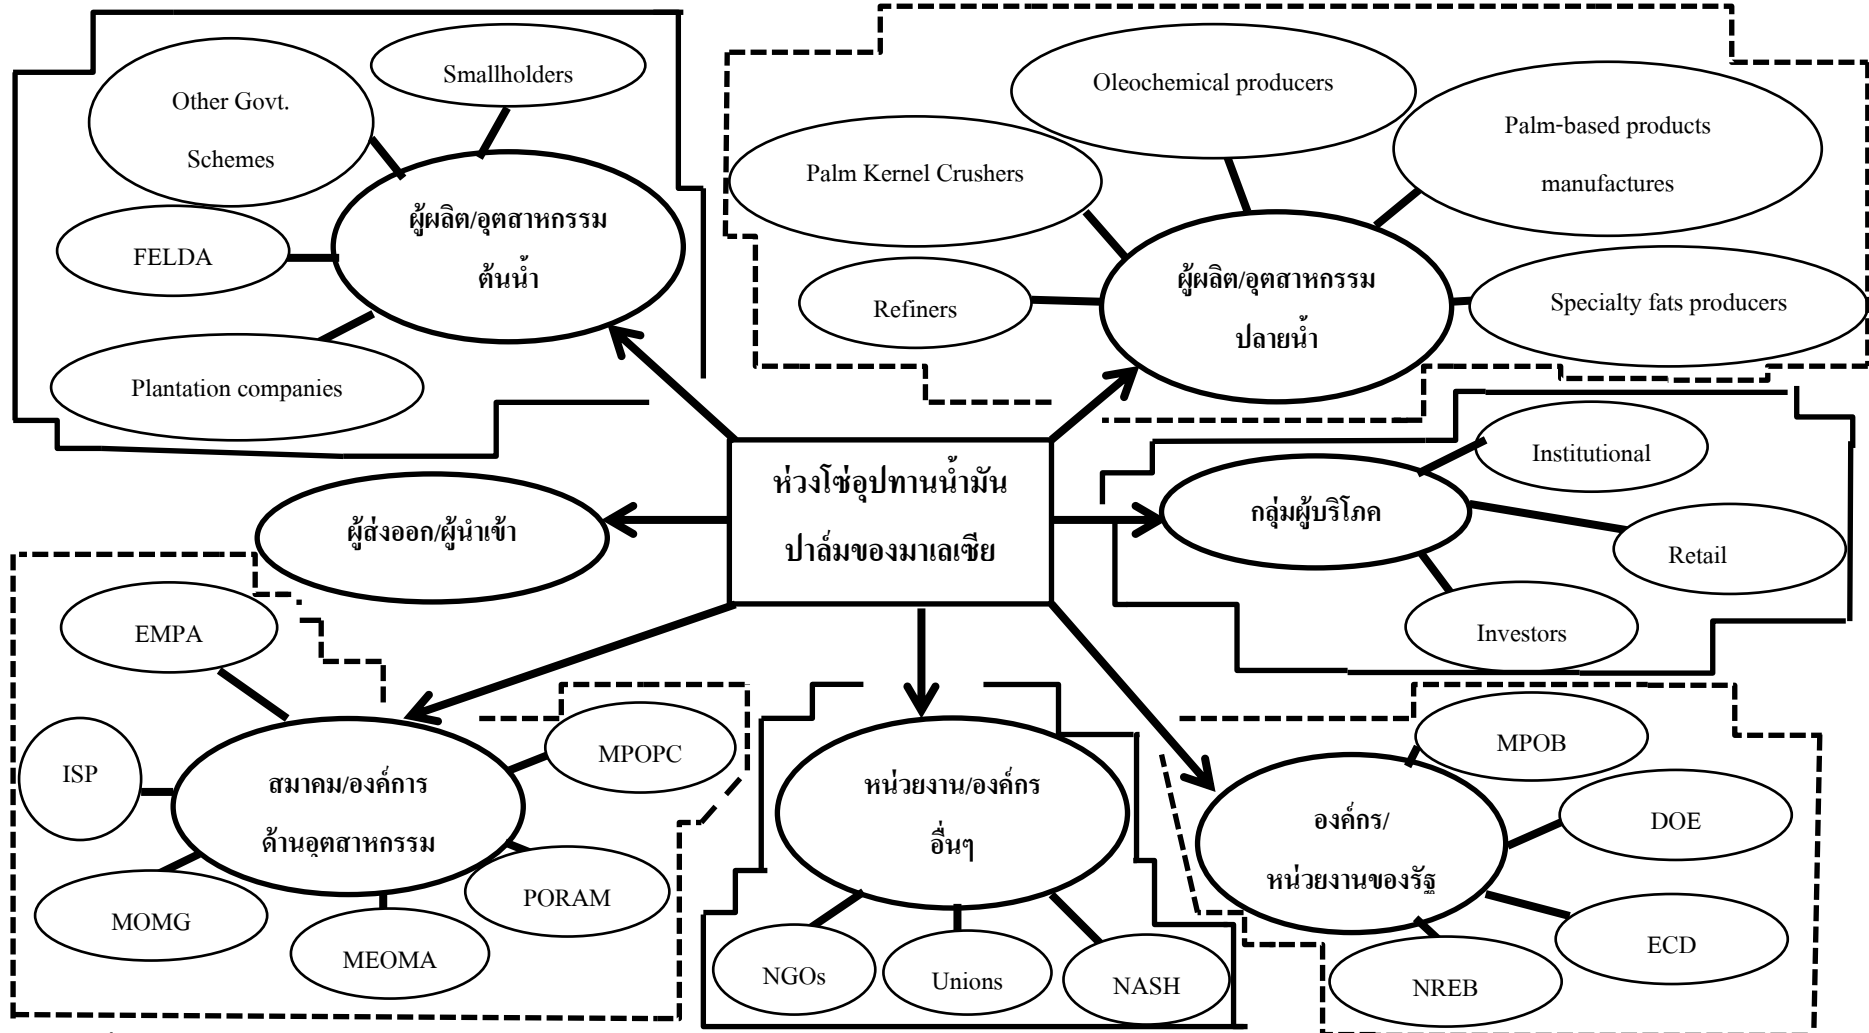 Smallholders
Other Govt.
Schemes
ผู้ผลิต/อุตสาหกรรม
ต้นน้ำ
FELDA
Plantation companies
Oleochemical producers
Palm-based products
manufactures
Palm Kernel Crushers
ผู้ผลิต/อุตสาหกรรม
ปลายน้ำ
Refiners
Specialty fats producers
ห่วงโซ่อุปทานน้ำมัน
ปาล์มของมาเลเซีย
ผู้ส่งออก/ผู้นำเข้า
กลุ่มผู้บริโภค
Institutional
Retail
Investors
EMPA
ISP
สมาคม/องค์การ
ด้านอุตสาหกรรม
MPOPC
PORAM
MOMG
MEOMA
หน่วยงาน/องค์กร
อื่นๆ
NGOs
Unions
NASH
องค์กร/
หน่วยงานของรัฐ
MPOB
DOE
ECD
NREB